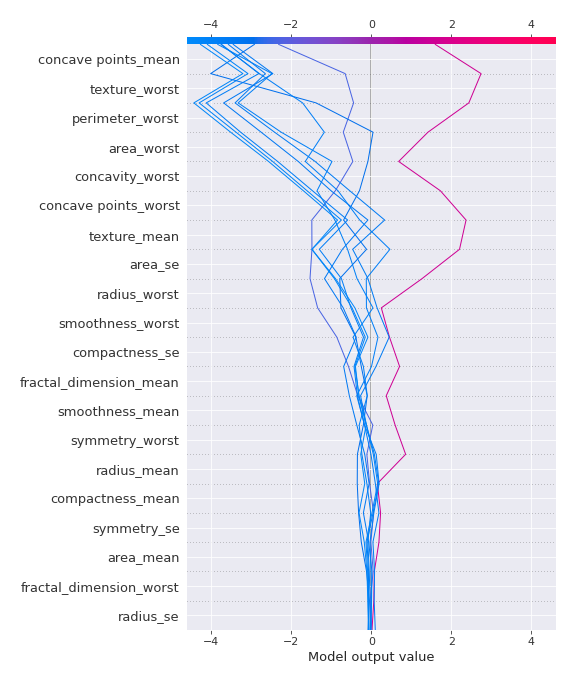 −4 −2 0 2 4
concave points_mean
texture_worst
perimeter_worst
area_worst
concavity_worst
concave points_worst
texture_mean
area_se
radius_worst
smoothness_worst
compactness_se
fractal_dimension_mean
smoothness_mean
symmetry_worst
radius_mean
compactness_mean
symmetry_se
area_mean
fractal_dimension_worst
radius_se
−4 −2 0 2 4
Model output value